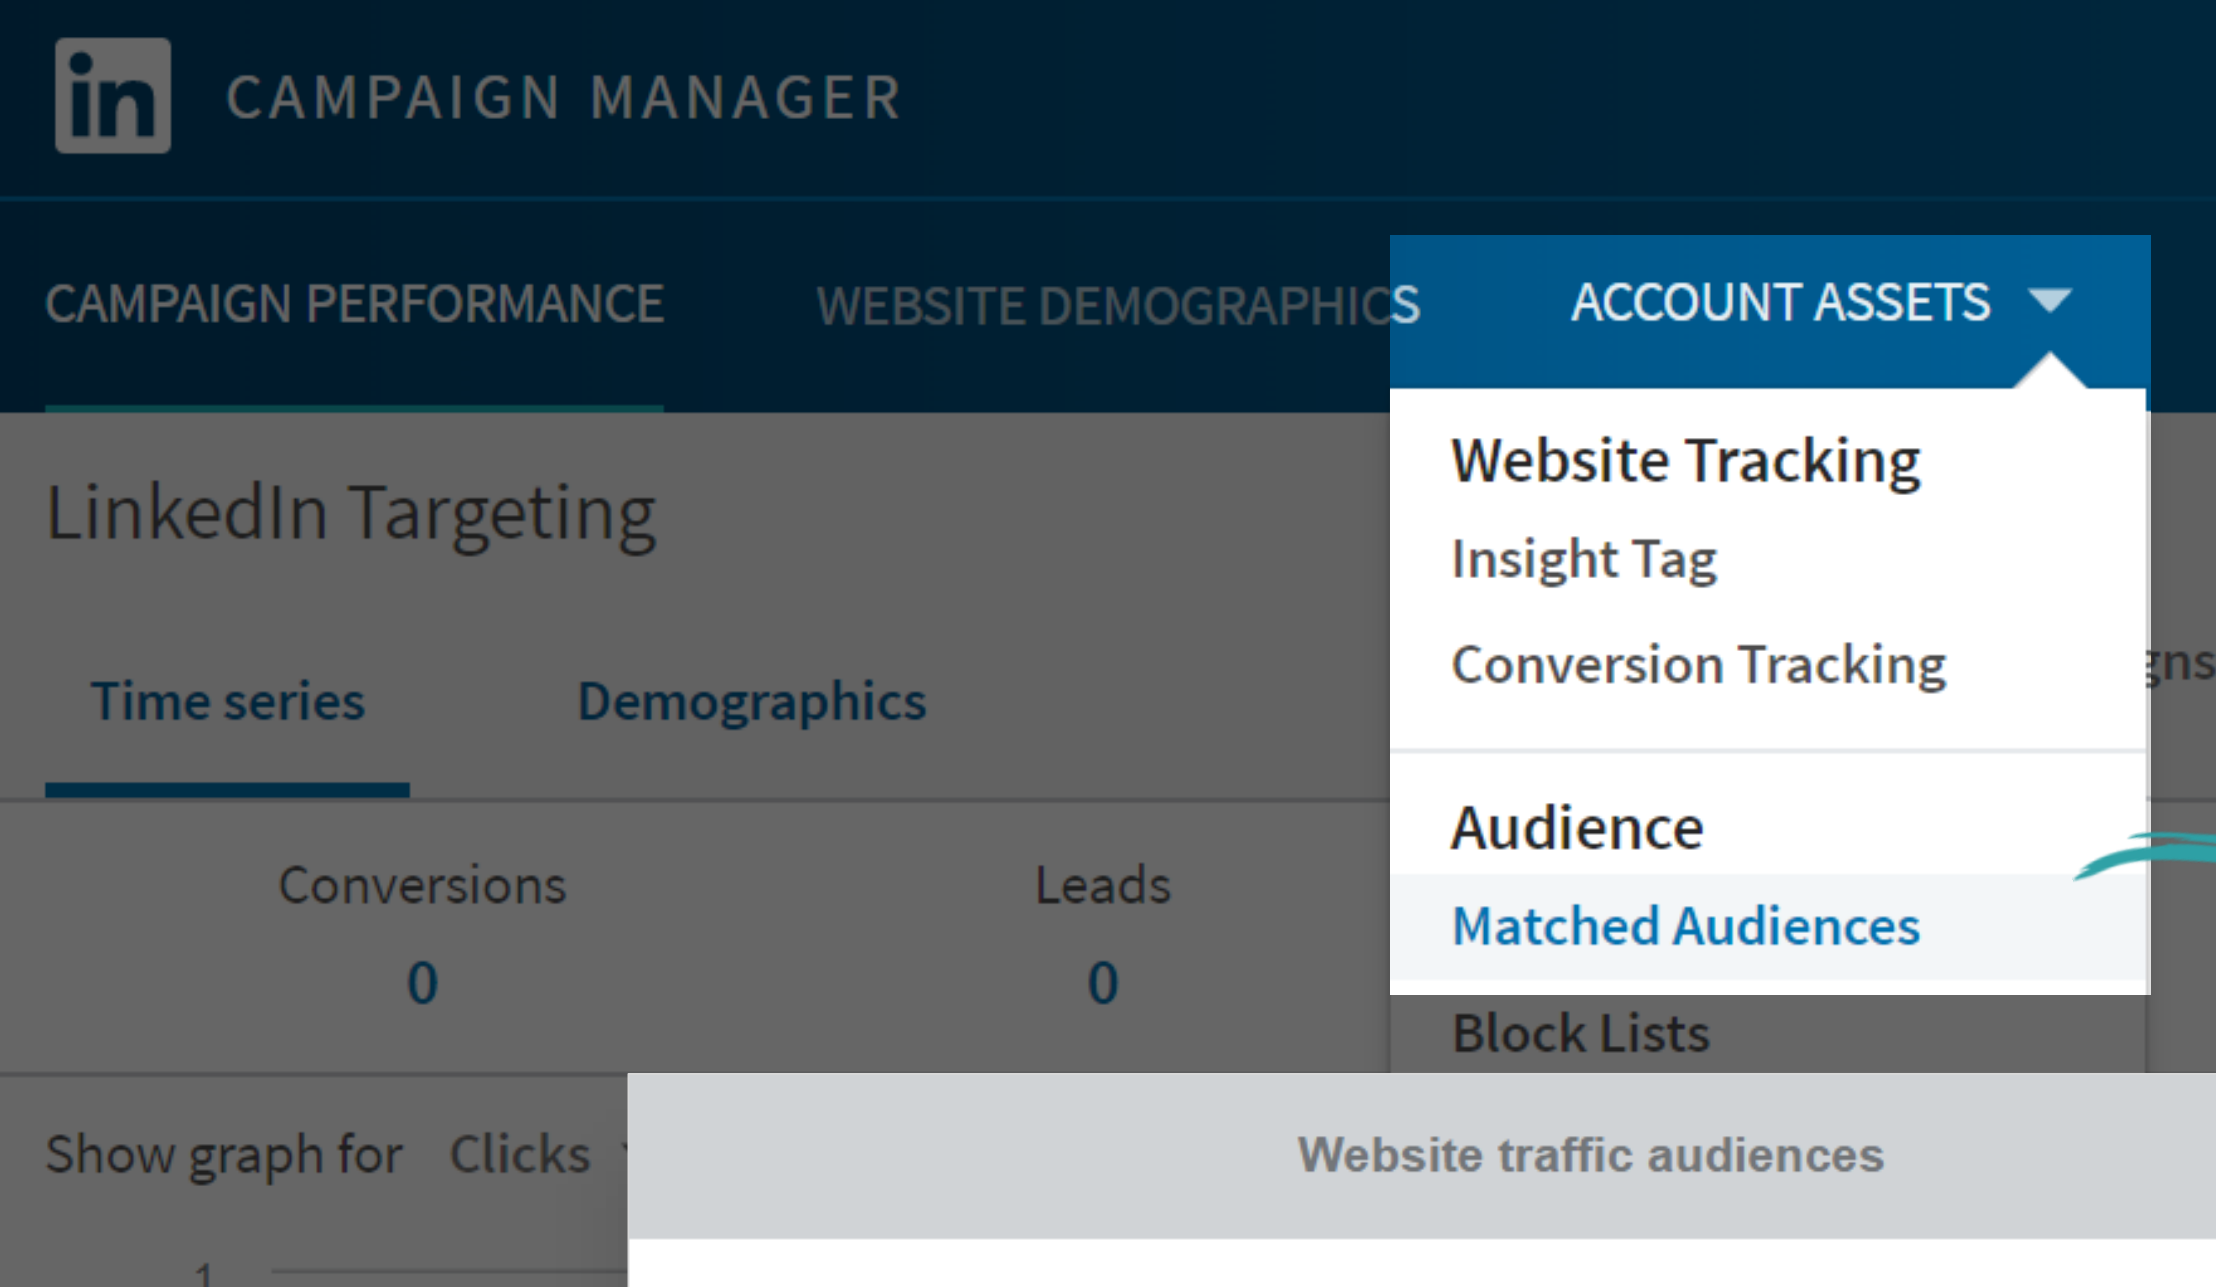 in CAMPAIGN MANAGER
CAMPAIGN PERFORMANCE WEBSITE DEMOGRAPHICS ACCOUNT ASSETS
LinkedIn Targeting
Time series Demographics
Conversions Leads
0 0
Show graph for Clicks
1
Website Tracking
Insight Tag
Conversion Tracking
Audience
Matched Audiences
Block Lists
Website traffic audiences